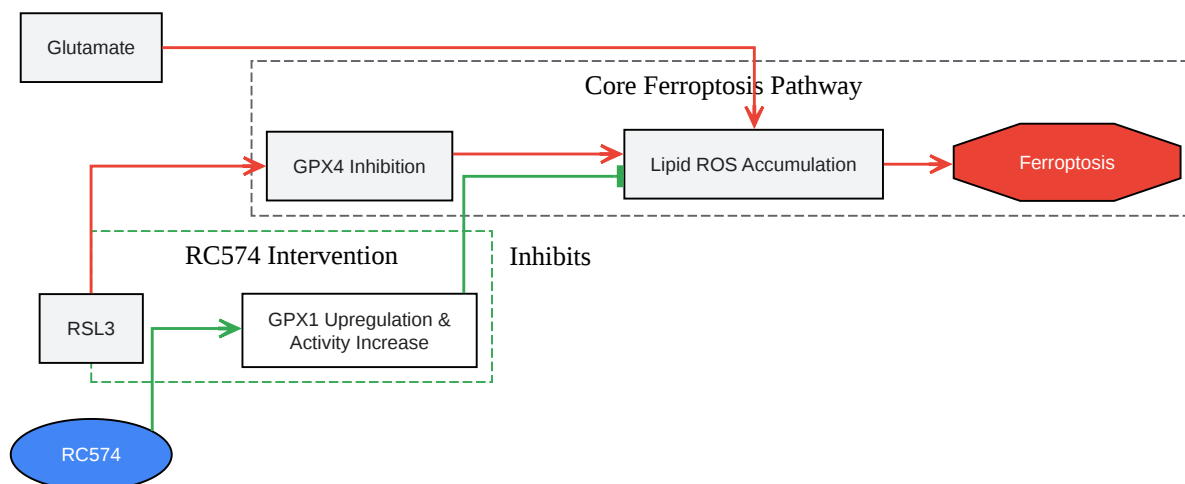 Glutamate
Core Ferroptosis Pathway
GPX4 Inhibition
Lipid ROS Accumulation
Ferroptosis
RC574 Intervention
Inhibits
RSL3
GPX1 Upregulation &
Activity Increase
RC574